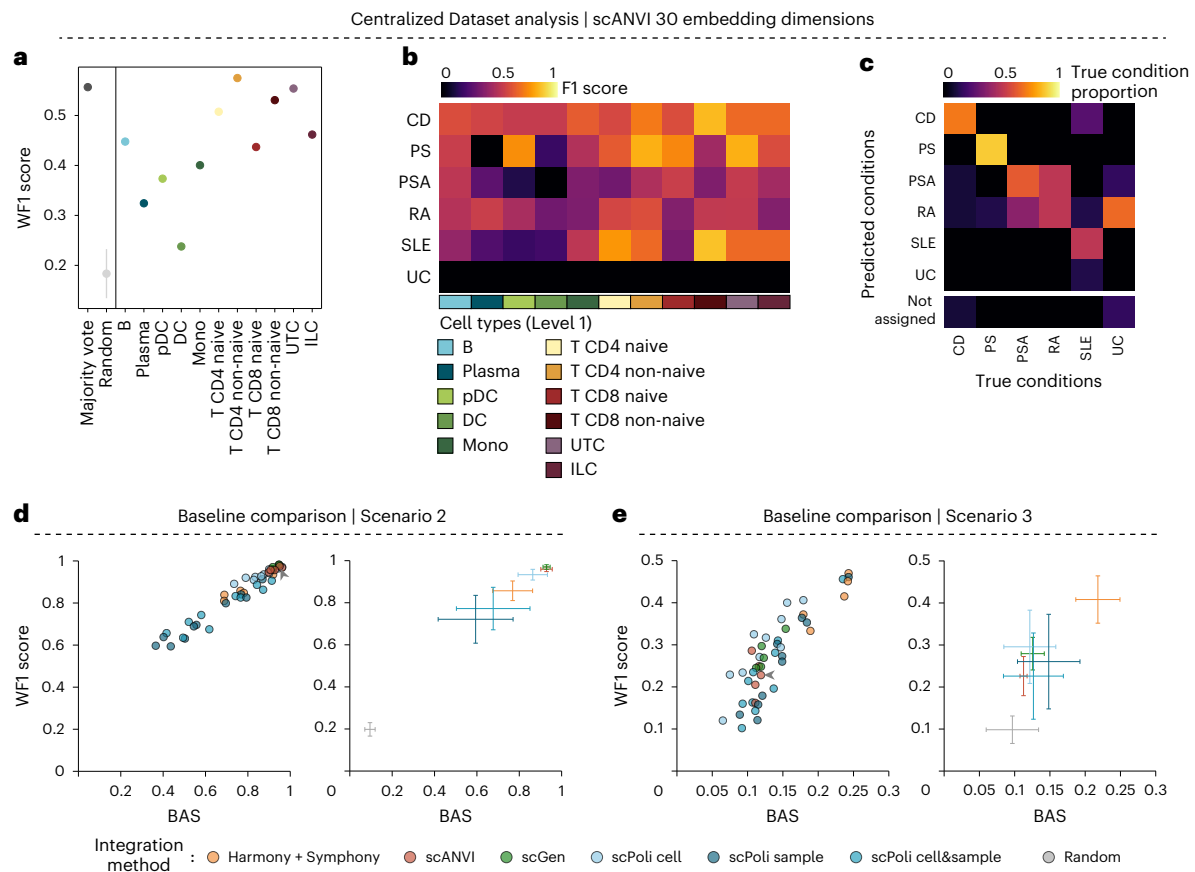 Centralized Dataset analysis | scANVI 30 embedding dimensions
a
WF1 score
0.5
0.4
0.3
0.2
Majority vote
Random
B
Plasma
pDC
DC
Mono
T CD4 naive
T CD4 non-naive
T CD8 naive
T CD8 non-naive
UTC
ILC
b
0 0.5 1
F1 score
CD
PS
PSA
RA
SLE
UC
Cell types (Level 1)
B
Plasma
pDC
DC
Mono
T CD4 naive
T CD4 non-naive
T CD8 naive
T CD8 non-naive
UTC
ILC
c
0 0.5 1
True condition
proportion
Predicted conditions
CD
PS
PSA
RA
SLE
UC
Not
assigned
CD PS PSA RA SLE UC
True conditions
d
Baseline comparison | Scenario 2
WF1 score
1
0.8
0.6
0.4
0.2
0
0.2 0.4 0.6 0.8 1
BAS
1
0.8
0.6
0.4
0.2
0
0.2 0.4 0.6 0.8 1
BAS
e
Baseline comparison | Scenario 3
WF1 score
0.5
0.4
0.3
0.2
0.1
0
0.05 0.1 0.15 0.2 0.25 0.3
BAS
0.5
0.4
0.3
0.2
0.1
0
0.05 0.1 0.15 0.2 0.25 0.3
BAS
Integration
method
:
Harmony + Symphony
scANVI
scGen
scPoli cell
scPoli sample
scPoli cell&sample
Random